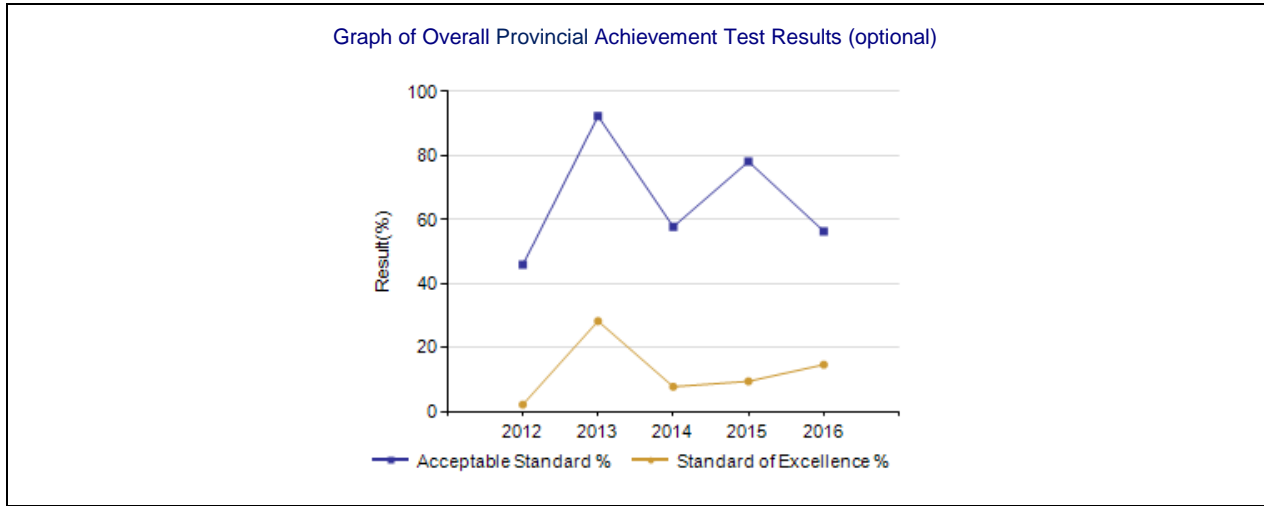 Graph of Overall Provincial Achievement Test Results (optional)
100
80
60
40
20
0
Result(%)
2012 2013 2014 2015 2016
Acceptable Standard % Standard of Excellence %